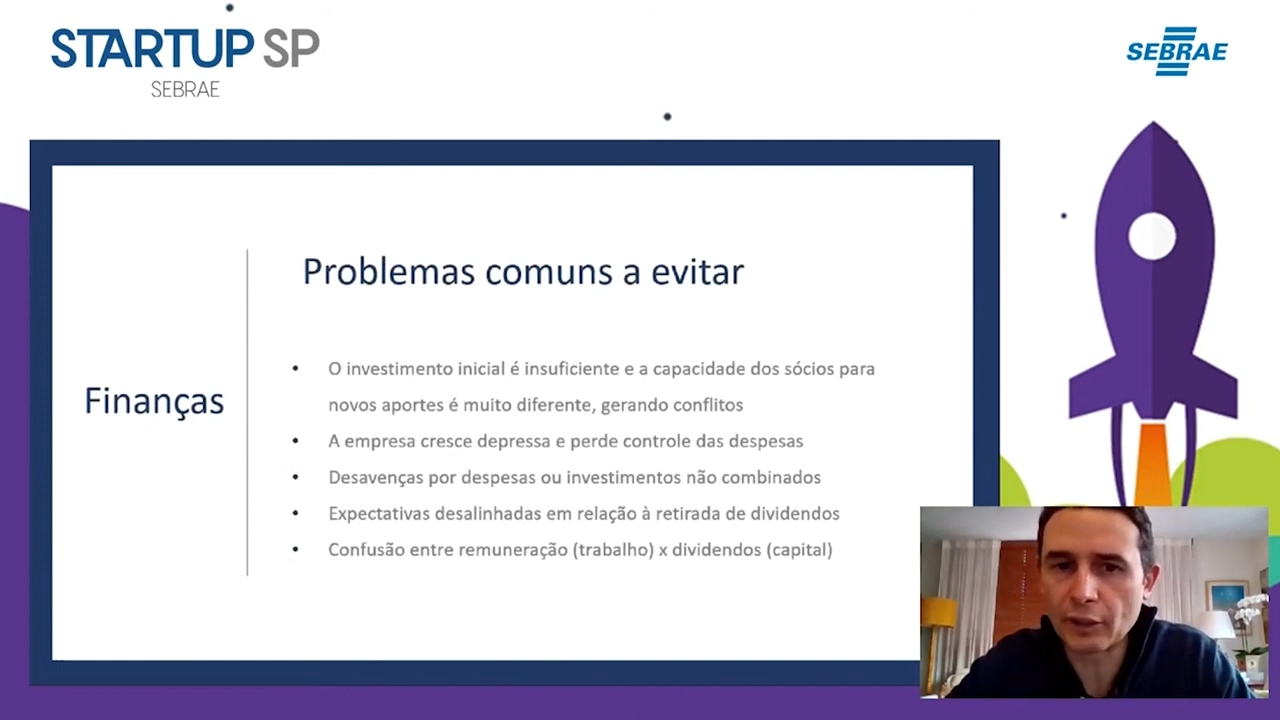 STARTUP SP
SEBRAE
SEBRAE
Problemas comuns a evitar
Finanças
• O investimento inicial é insuficiente e a capacidade dos sócios para
novos aportes é muito diferente, gerando conflitos
• A empresa cresce depressa e perde controle das despesas
• Desavenças por despesas ou investimentos não combinados
• Expectativas desalinhadas em relação à retirada de dividendos
• Confusão entre remuneração (trabalho) x dividendos (capital)